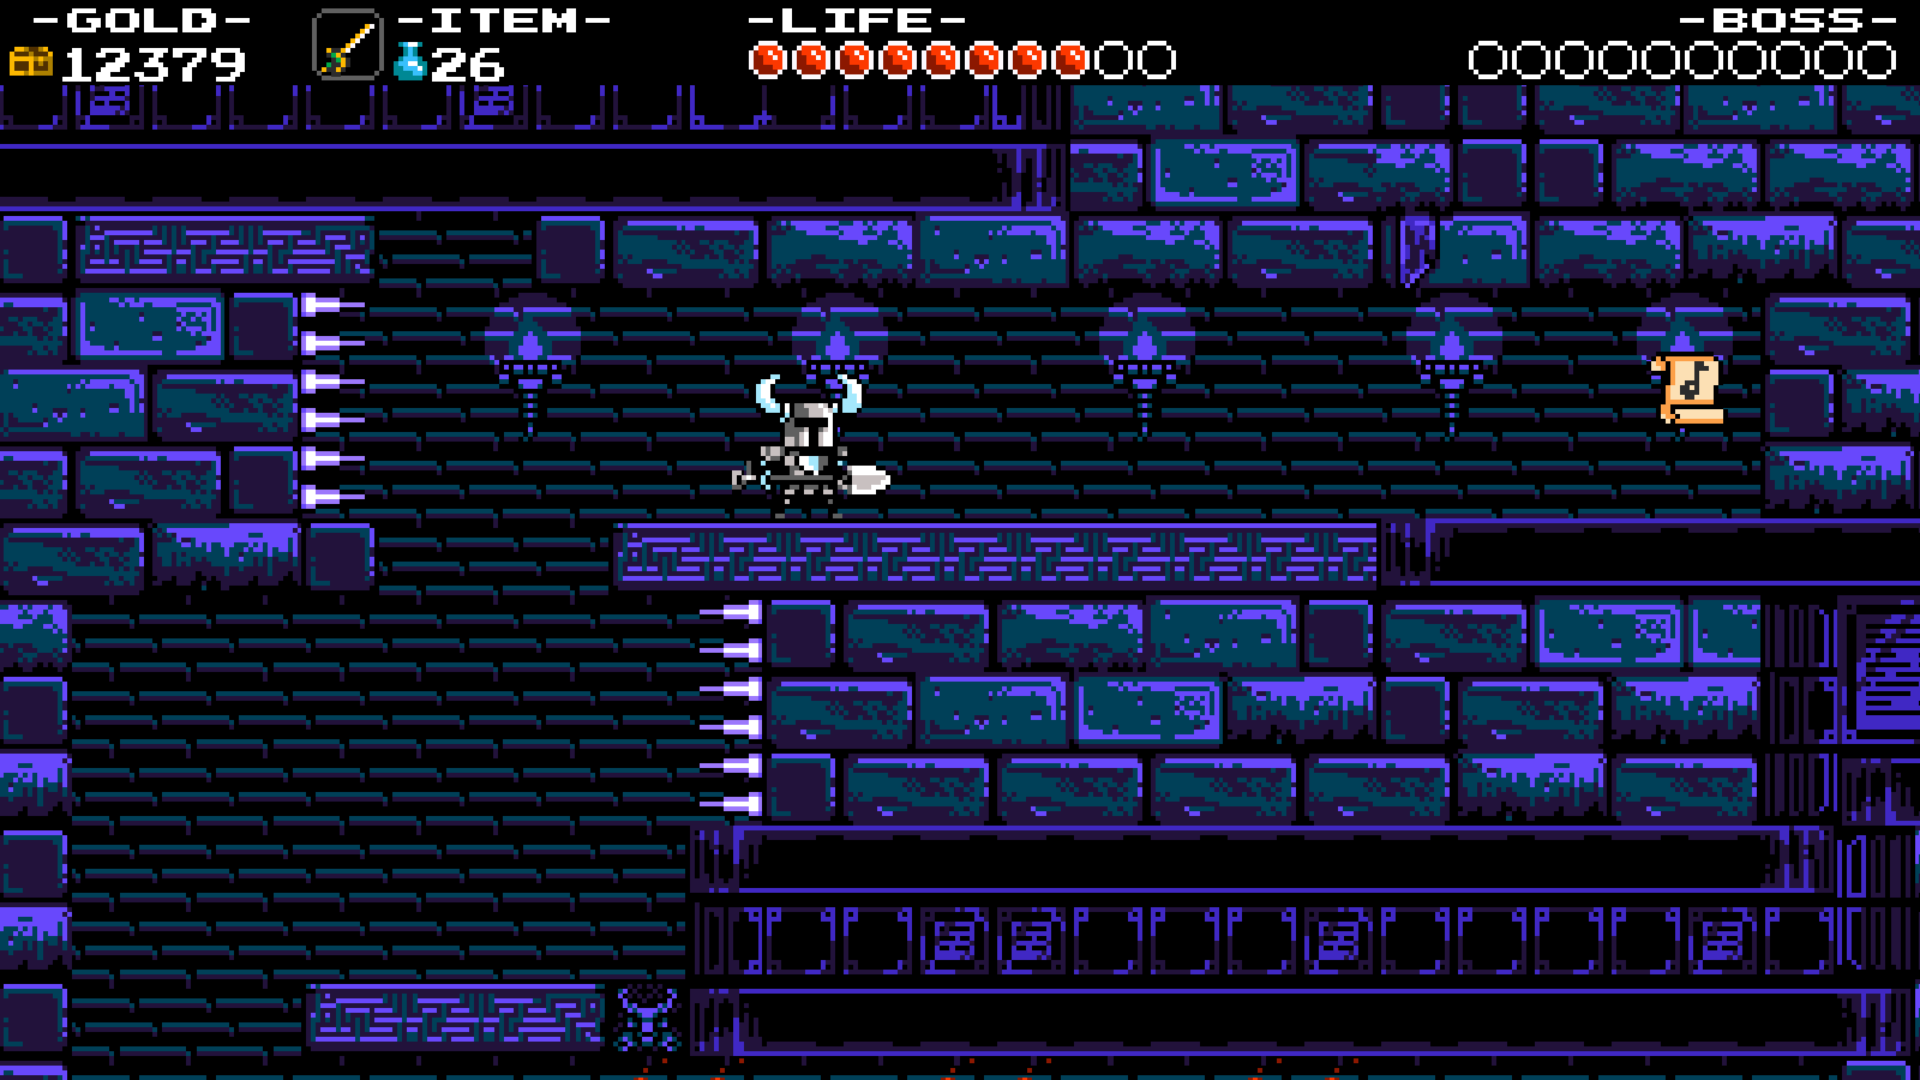 -GOLD-
12379
-ITEM-
26
-LIFE-
-BOSS-